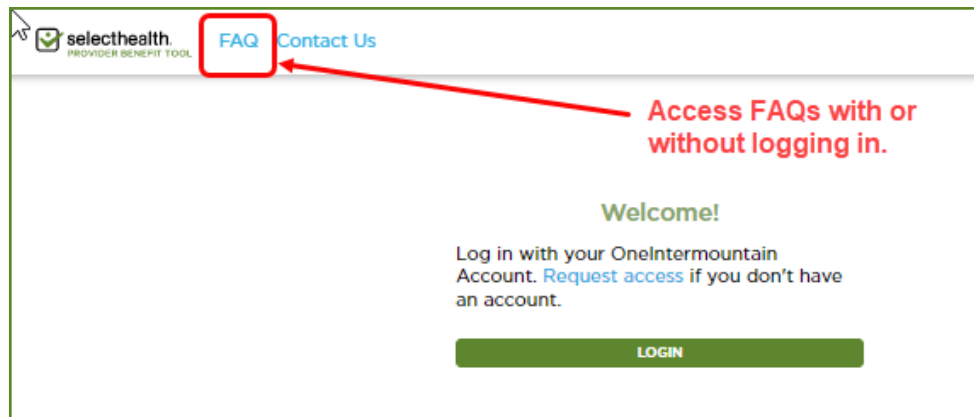 selecthealth.
PROVIDER BENEFIT TOOL
FAQ Contact Us
Access FAQs with or
without logging in.
Welcome!
Log in with your OneIntermountain
Account. Request access if you don't have
an account.
LOGIN